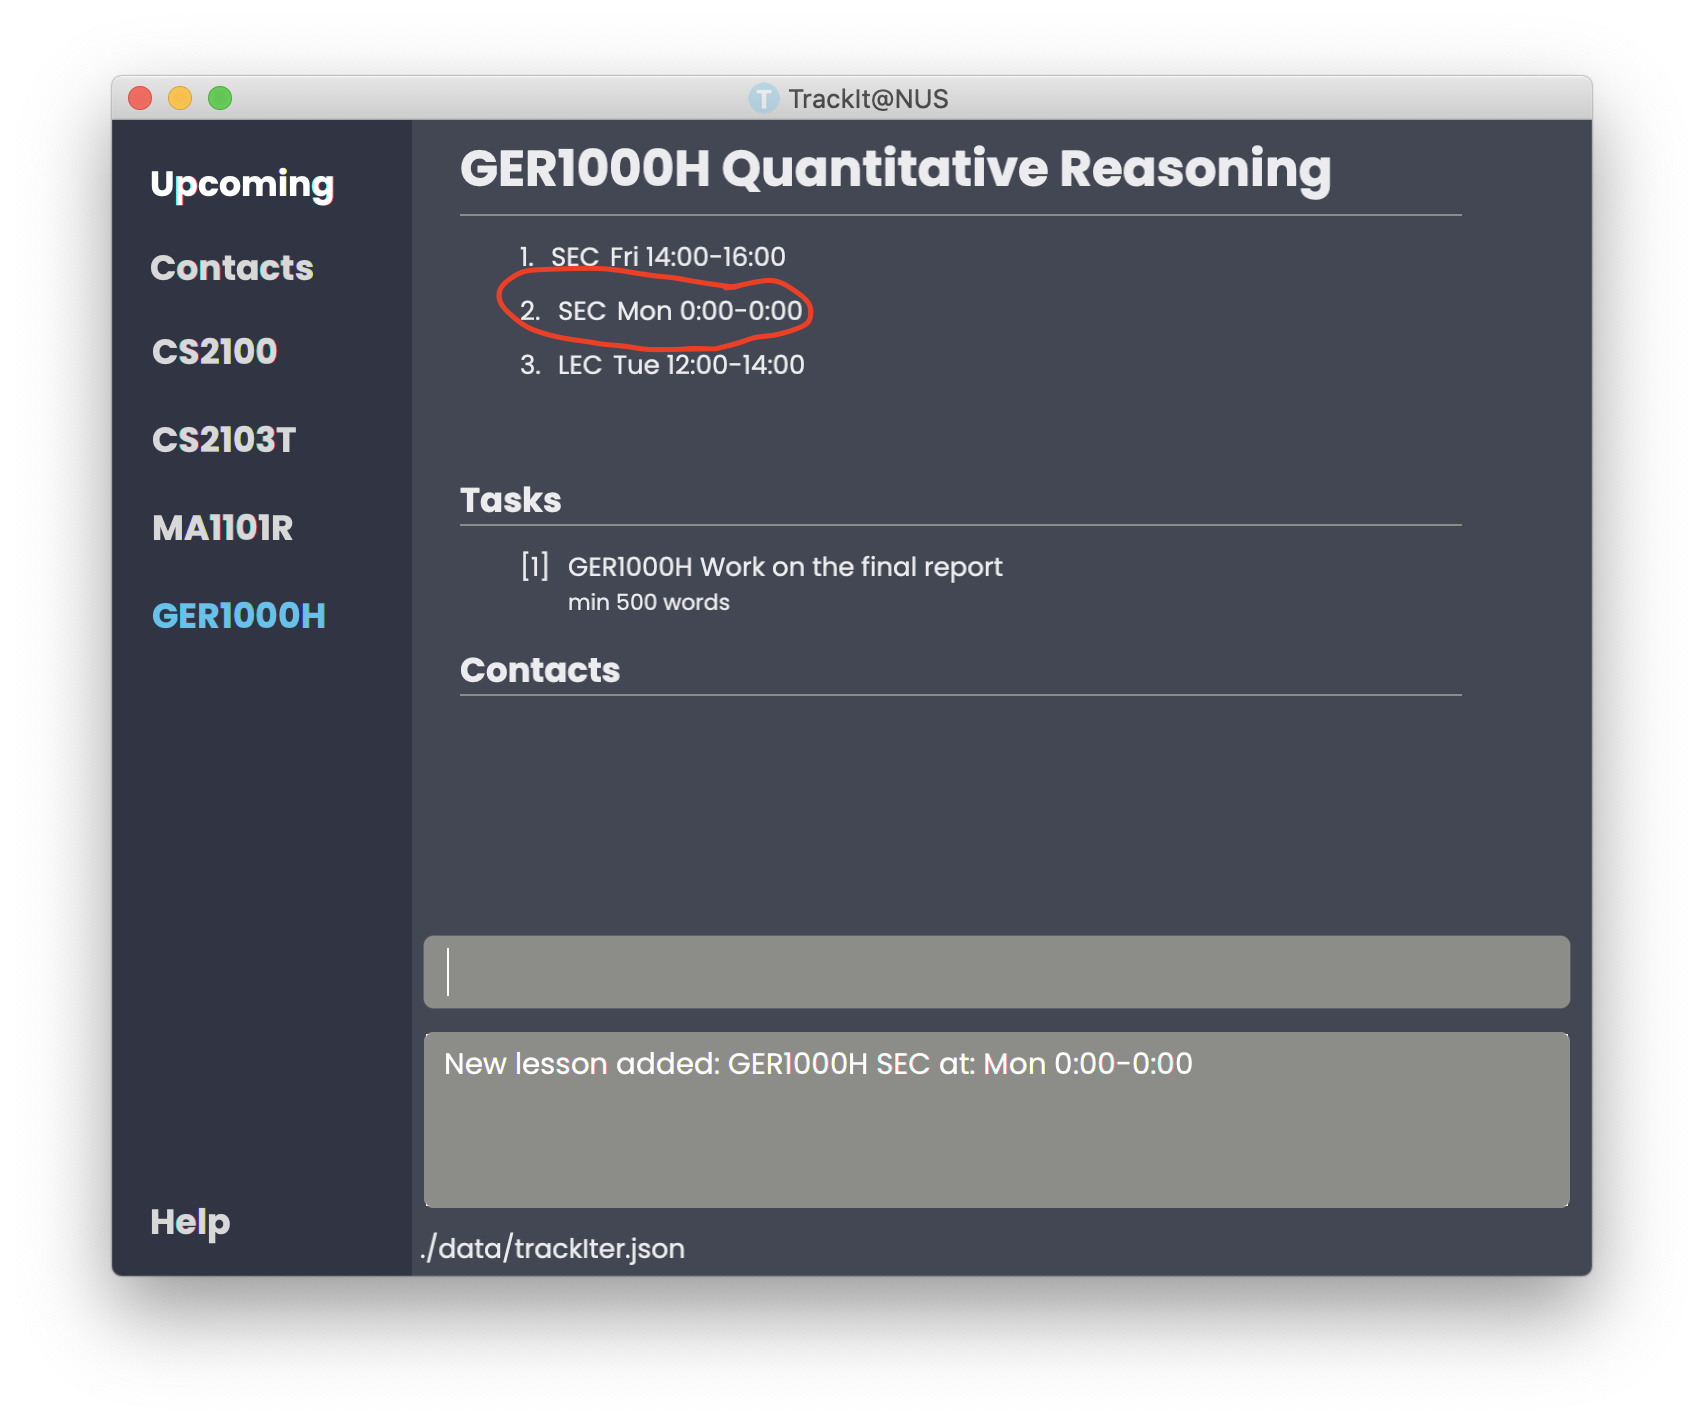 T TrackIt@NUS
Upcoming
Contacts
CS2100
CS2103T
MA1101R
GER1000H
Help
GER1000H Quantitative Reasoning
1. SEC Fri 14:00-16:00
2. SEC Mon 0:00-0:00
3. LEC Tue 12:00-14:00
Tasks
[1] GER1000H Work on the final report
min 500 words
Contacts
New lesson added: GER1000H SEC at: Mon 0:00-0:00
./data/trackIter.json